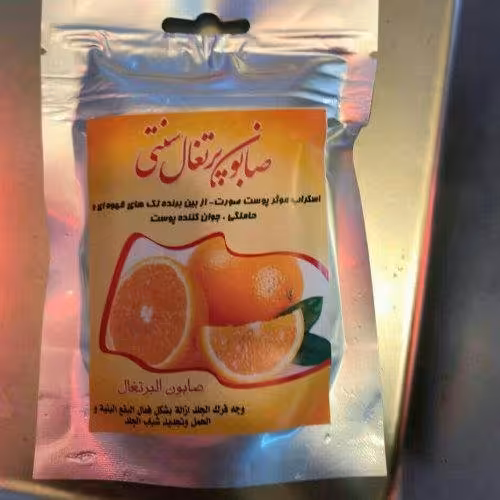 صابون پرتغال سنتی
اسکراب موثر پوست صورت- از بین برنده لک های قهوه ای و
حاملگی ، جوان کننده پوست
صابون البرتغال
وجه فرك الجلد ازالة بشكل فعال البقع البنية و
الحمل وتجديد شباب الجلد